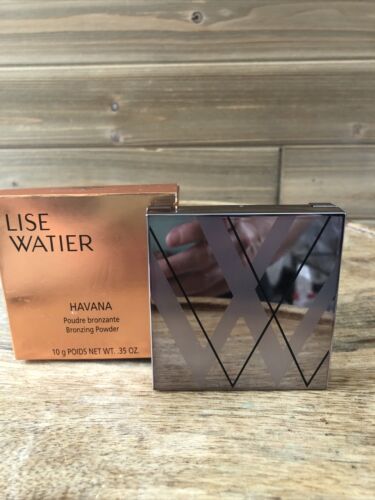 LISE
WATIER
HAVANA
Poudre bronzante
Bronzing Powder
10 g POIDS NET WT. .35 OZ.
W